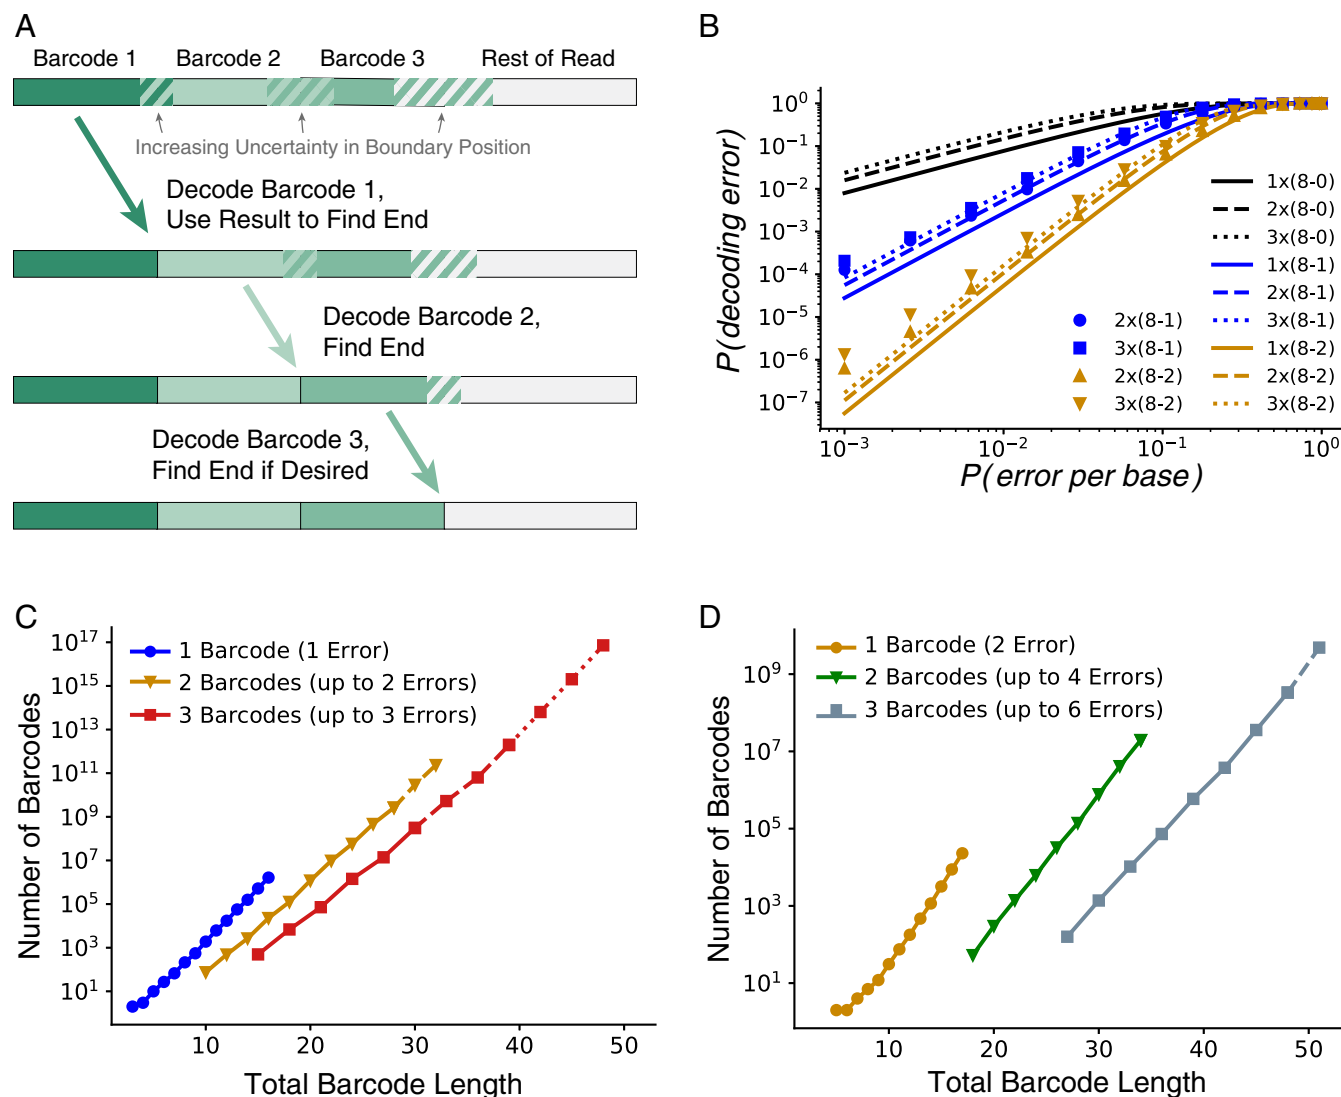 A
Barcode 1 Barcode 2 Barcode 3 Rest of Read
Increasing Uncertainty in Boundary Position
Decode Barcode 1,
Use Result to Find End
Decode Barcode 2,
Find End
Decode Barcode 3,
Find End if Desired
B
P(decoding error)
10^0
10^-1
10^-2
10^-3
10^-4
10^-5
10^-6
10^-7
1x(8-0)
2x(8-0)
3x(8-0)
1x(8-1)
2x(8-1) 2x(8-1)
3x(8-1) 3x(8-1)
2x(8-2) 1x(8-2)
3x(8-2) 2x(8-2)
3x(8-2)
10^-3 10^-2 10^-1 10^0
P(error per base)
C
Number of Barcodes
10^17
10^15
10^13
10^11
10^9
10^7
10^5
10^3
10^1
1 Barcode (1 Error)
2 Barcodes (up to 2 Errors)
3 Barcodes (up to 3 Errors)
10 20 30 40 50
Total Barcode Length
D
Number of Barcodes
10^9
10^7
10^5
10^3
10^1
1 Barcode (2 Error)
2 Barcodes (up to 4 Errors)
3 Barcodes (up to 6 Errors)
10 20 30 40 50
Total Barcode Length